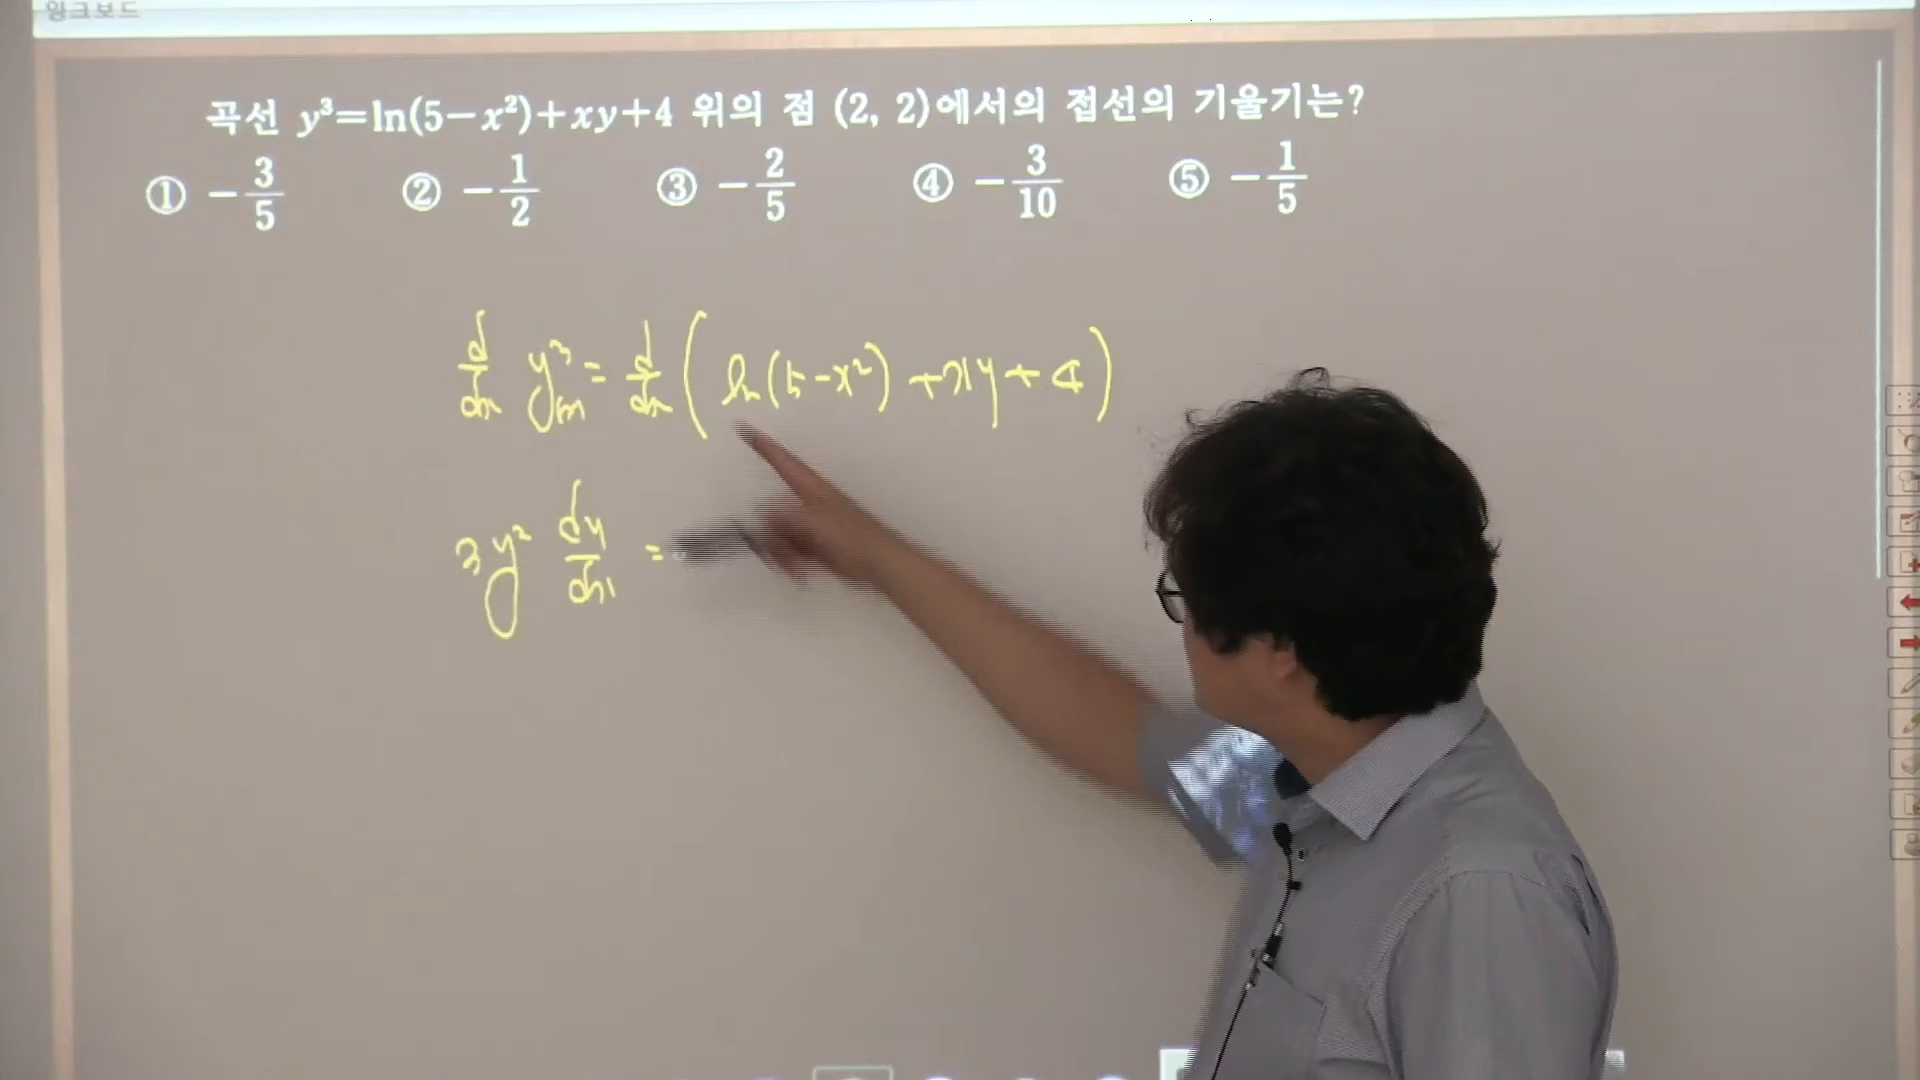 잉크보드
곡선 y³=ln(5−x²)+xy+4 위의 점 (2, 2)에서의 접선의 기울기는?
① −3/5 ② −1/2 ③ −2/5 ④ −3/10 ⑤ −1/5
d/dx y³ = d/dx ( ln(5−x²) +xy+4 )
3y² dy/dx =